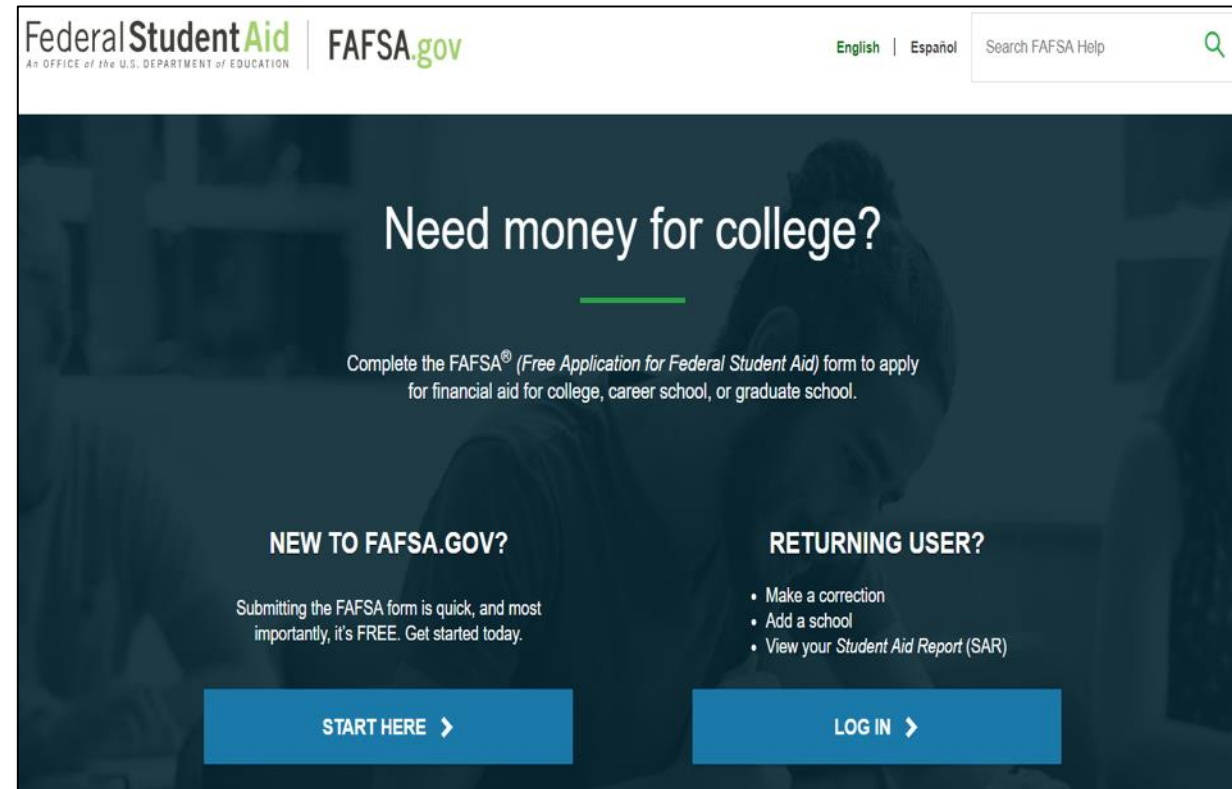 Federal Student Aid
An OFFICE of the U.S. DEPARTMENT of EDUCATION
FAFSA.gov
English | Español
Search FAFSA Help
Need money for college?
Complete the FAFSA® (Free Application for Federal Student Aid) form to apply
for financial aid for college, career school, or graduate school.
NEW TO FAFSA.GOV?
Submitting the FAFSA form is quick, and most
importantly, it's FREE. Get started today.
START HERE
RETURNING USER?
• Make a correction
• Add a school
• View your Student Aid Report (SAR)
LOG IN